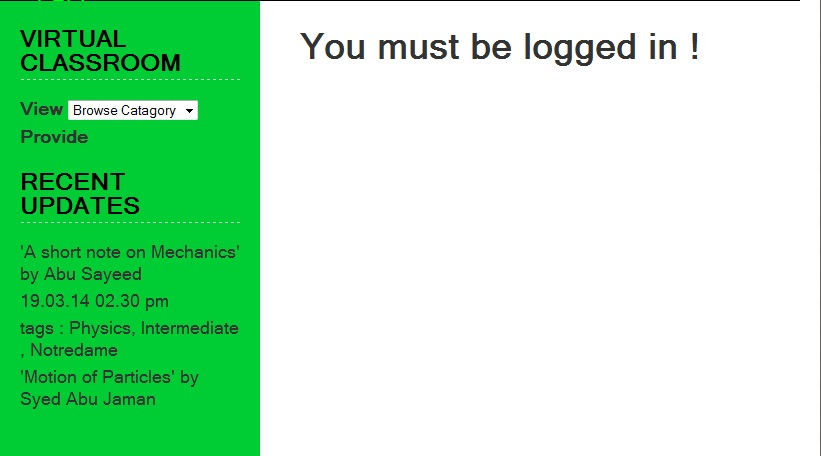 VIRTUAL
CLASSROOM
View Browse Catagory
Provide
RECENT
UPDATES
'A short note on Mechanics'
by Abu Sayeed
19.03.14 02.30 pm
tags : Physics, Intermediate
, Notredame
'Motion of Particles' by
Syed Abu Jaman
You must be logged in !